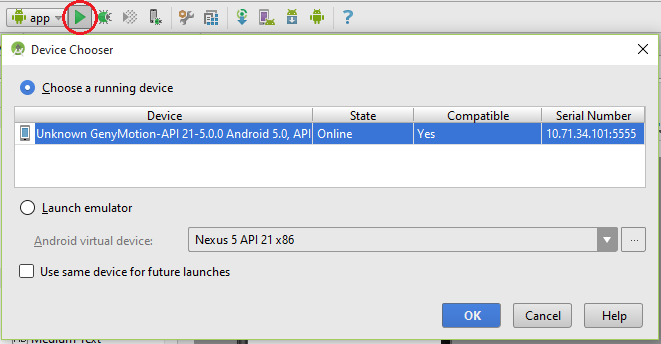 app
?
Device Chooser
Choose a running device
Device State Compatible Serial Number
Unknown GenyMotion-API 21-5.0.0 Android 5.0, API Online Yes 10.71.34.101:5555
Launch emulator
Android virtual device: Nexus 5 API 21 x86 ...
Use same device for future launches
OK Cancel Help
Medium Text